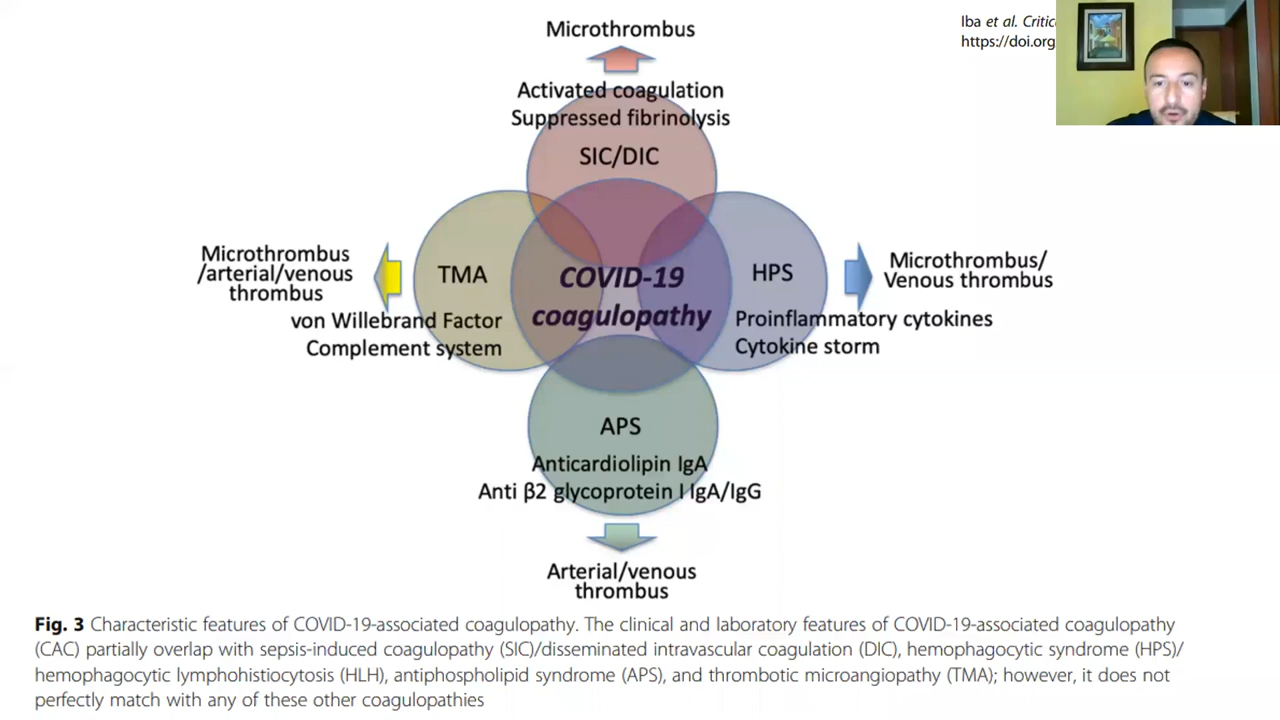 Microthrombus
Iba et al.
https://doi.org
Activated coagulation
Suppressed fibrinolysis
SIC/DIC
Microthrombus
/arterial/venous
thrombus
TMA
von Willebrand Factor
Complement system
COVID-19
coagulopathy
HPS
Proinflammatory cytokines
Cytokine storm
Microthrombus/
Venous thrombus
APS
Anticardiolipin IgA
Anti β2 glycoprotein I IgA/IgG
Arterial/venous
thrombus
Fig. 3 Characteristic features of COVID-19-associated coagulopathy. The clinical and laboratory features of COVID-19-associated coagulopathy
(CAC) partially overlap with sepsis-induced coagulopathy (SIC)/disseminated intravascular coagulation (DIC), hemophagocytic syndrome (HPS)/
hemophagocytic lymphohistiocytosis (HLH), antiphospholipid syndrome (APS), and thrombotic microangiopathy (TMA); however, it does not
perfectly match with any of these other coagulopathies